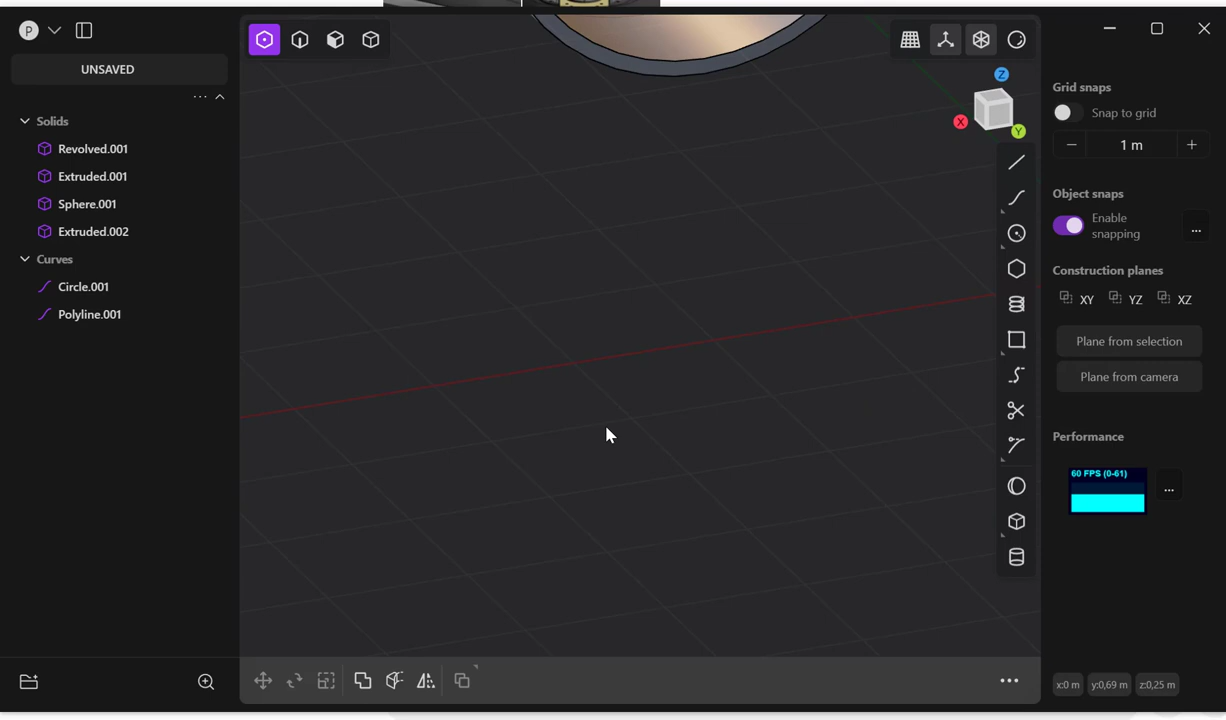 P
UNSAVED
...
Solids
Revolved.001
Extruded.001
Sphere.001
Extruded.002
Curves
Circle.001
Polyline.001
Z
X
Y
Grid snaps
Snap to grid
1 m
Object snaps
Enable
snapping
...
Construction planes
XY YZ XZ
Plane from selection
Plane from camera
Performance
60 FPS (0-61)
...
x:0 m y:0,69 m z:0,25 m